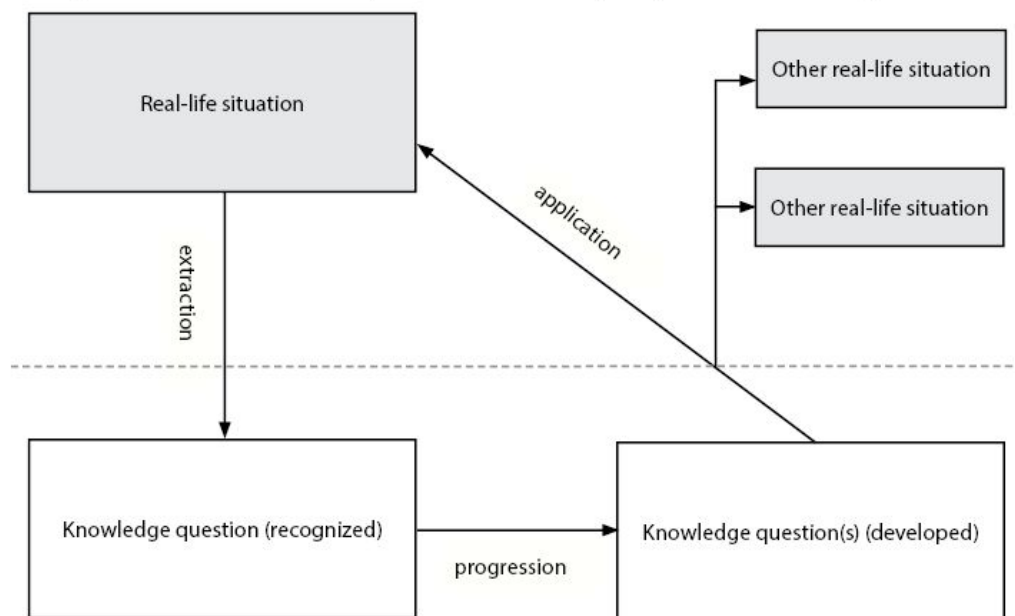 Real-life situation
Other real-life situation
Other real-life situation
application
extraction
Knowledge question (recognized)
progression
Knowledge question(s) (developed)